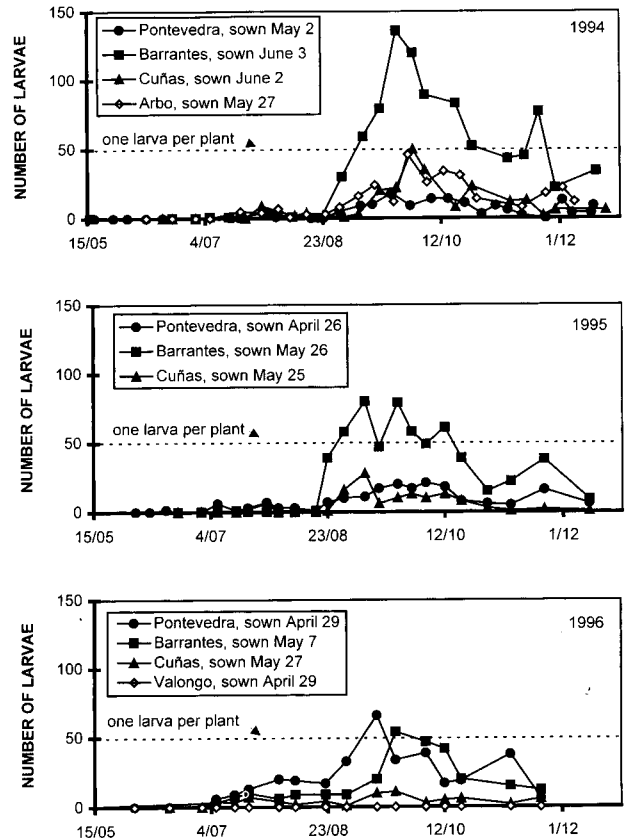 NUMBER OF LARVAE
150
100
50
0
Pontevedra, sown May 2
Barrantes, sown June 3
Cuñas, sown June 2
Arbo, sown May 27
1994
one larva per plant
15/05
4/07
23/08
12/10
1/12
NUMBER OF LARVAE
150
100
50
0
Pontevedra, sown April 26
Barrantes, sown May 26
Cuñas, sown May 25
1995
one larva per plant
15/05
4/07
23/08
12/10
1/12
NUMBER OF LARVAE
150
100
50
0
Pontevedra, sown April 29
Barrantes, sown May 7
Cuñas, sown May 27
Valongo, sown April 29
1996
one larva per plant
15/05
4/07
23/08
12/10
1/12